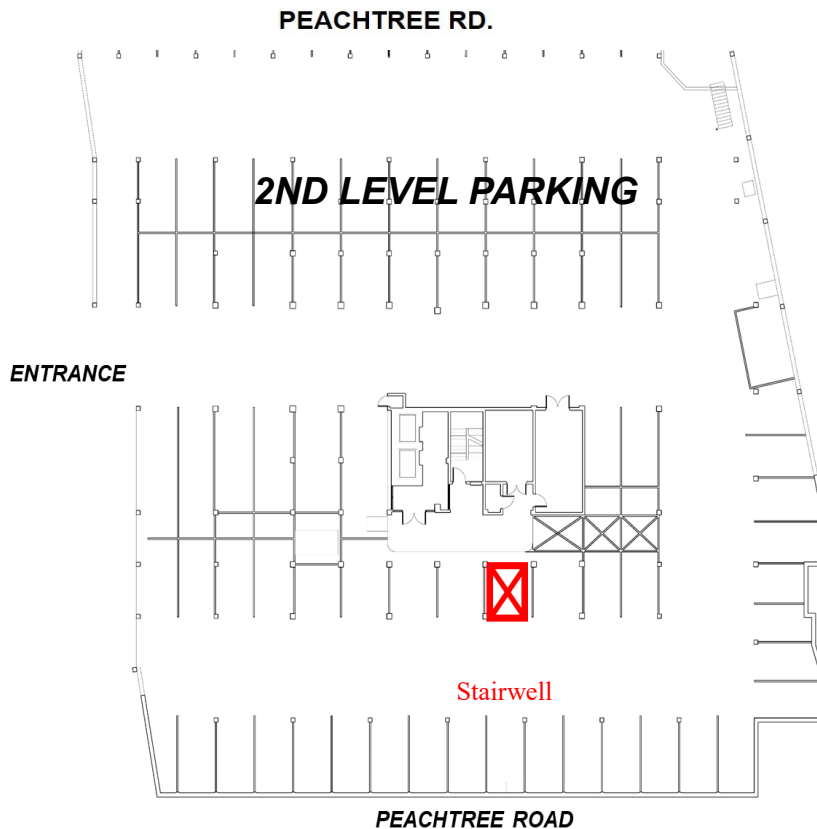 PEACHTREE RD.
2ND LEVEL PARKING
ENTRANCE
Stairwell
PEACHTREE ROAD